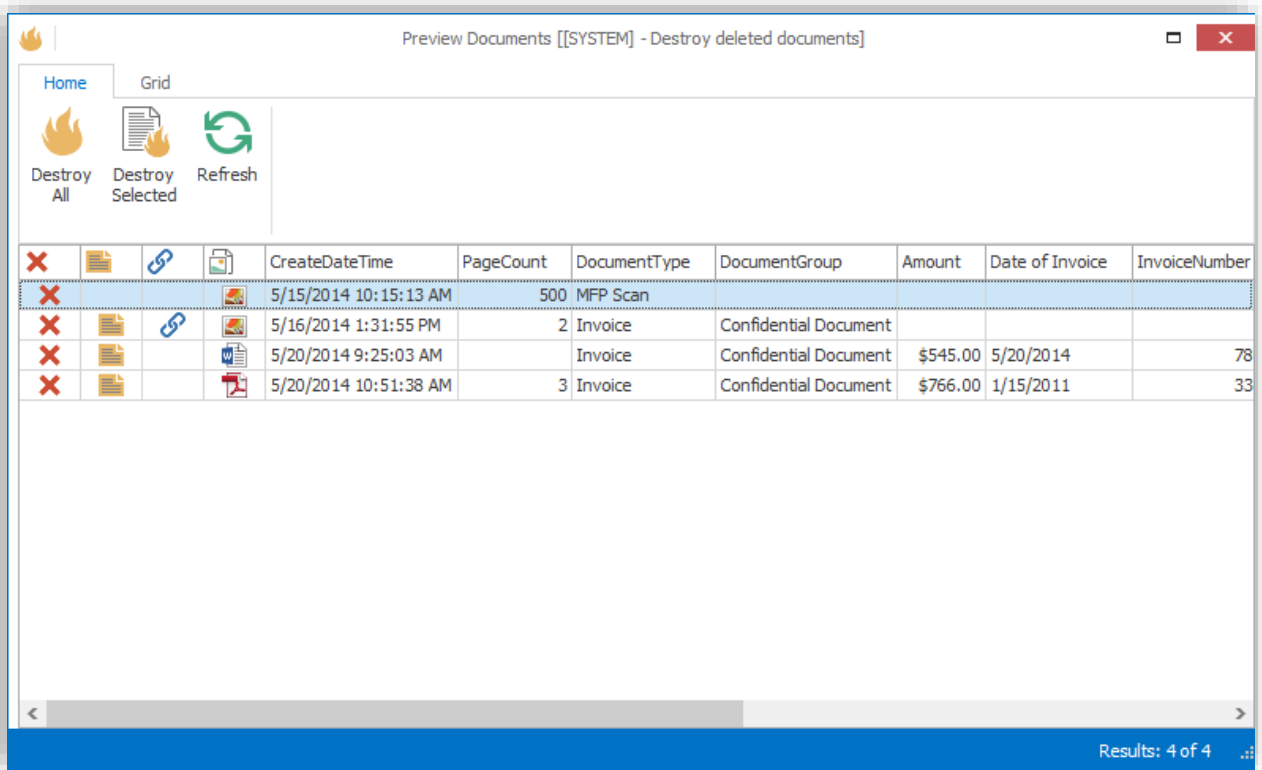 Preview Documents [[SYSTEM] - Destroy deleted documents]
Home Grid
Destroy All Destroy Selected Refresh
CreateDateTime PageCount DocumentType DocumentGroup Amount Date of Invoice InvoiceNumber
5/15/2014 10:15:13 AM 500 MFP Scan
5/16/2014 1:31:55 PM 2 Invoice Confidential Document
5/20/2014 9:25:03 AM Invoice Confidential Document $545.00 5/20/2014 78
5/20/2014 10:51:38 AM 3 Invoice Confidential Document $766.00 1/15/2011 33
Results: 4 of 4